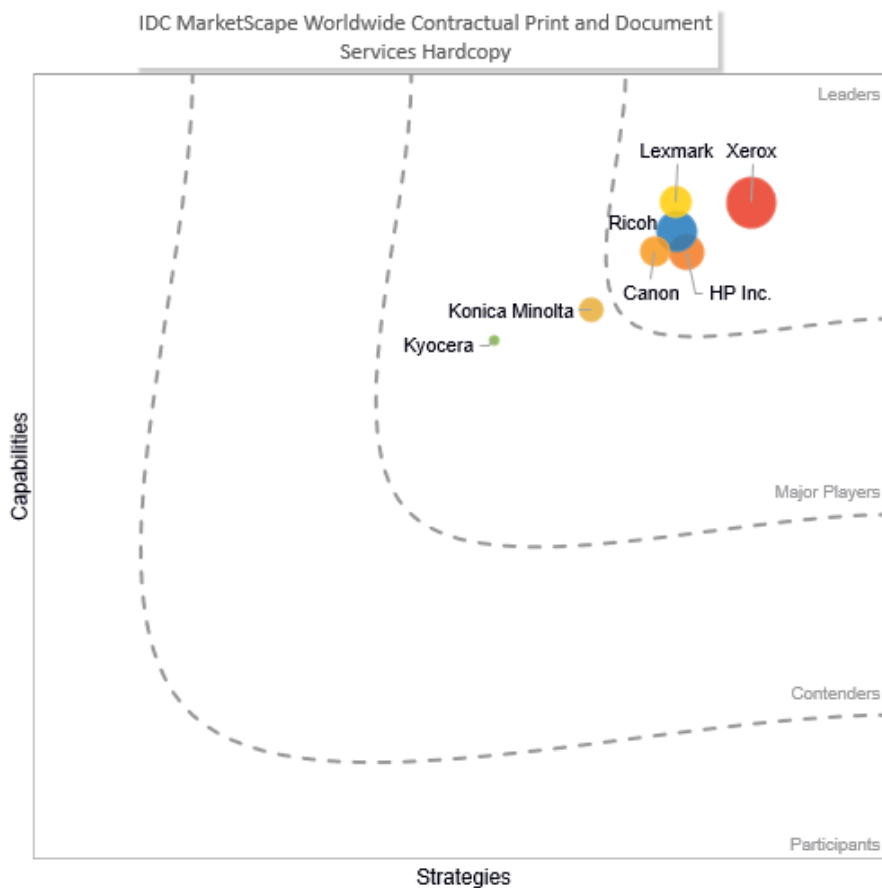 IDC MarketScape Worldwide Contractual Print and Document
Services Hardcopy
Leaders
Lexmark
Xerox
Ricoh
Canon
HP Inc.
Konica Minolta
Kyocera
Capabilities
Major Players
Contenders
Participants
Strategies